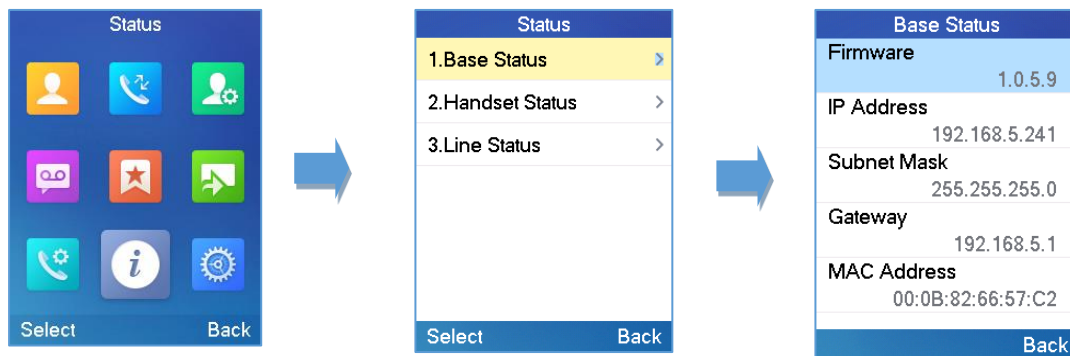 Status
Select Back
Status
1.Base Status
2.Handset Status
3.Line Status
Select Back
Base Status
Firmware
1.0.5.9
IP Address
192.168.5.241
Subnet Mask
255.255.255.0
Gateway
192.168.5.1
MAC Address
00:0B:82:66:57:C2
Back